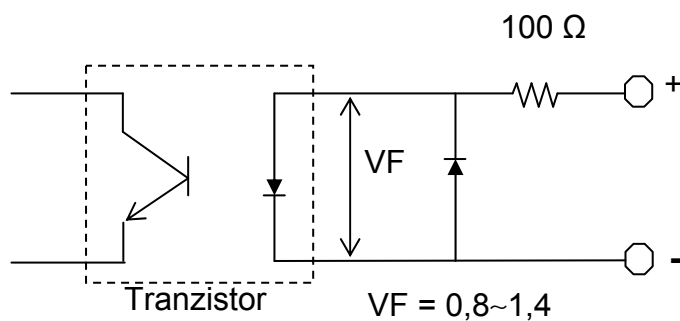 100 Ω
+
VF
-
Tranzistor
VF = 0,8~1,4